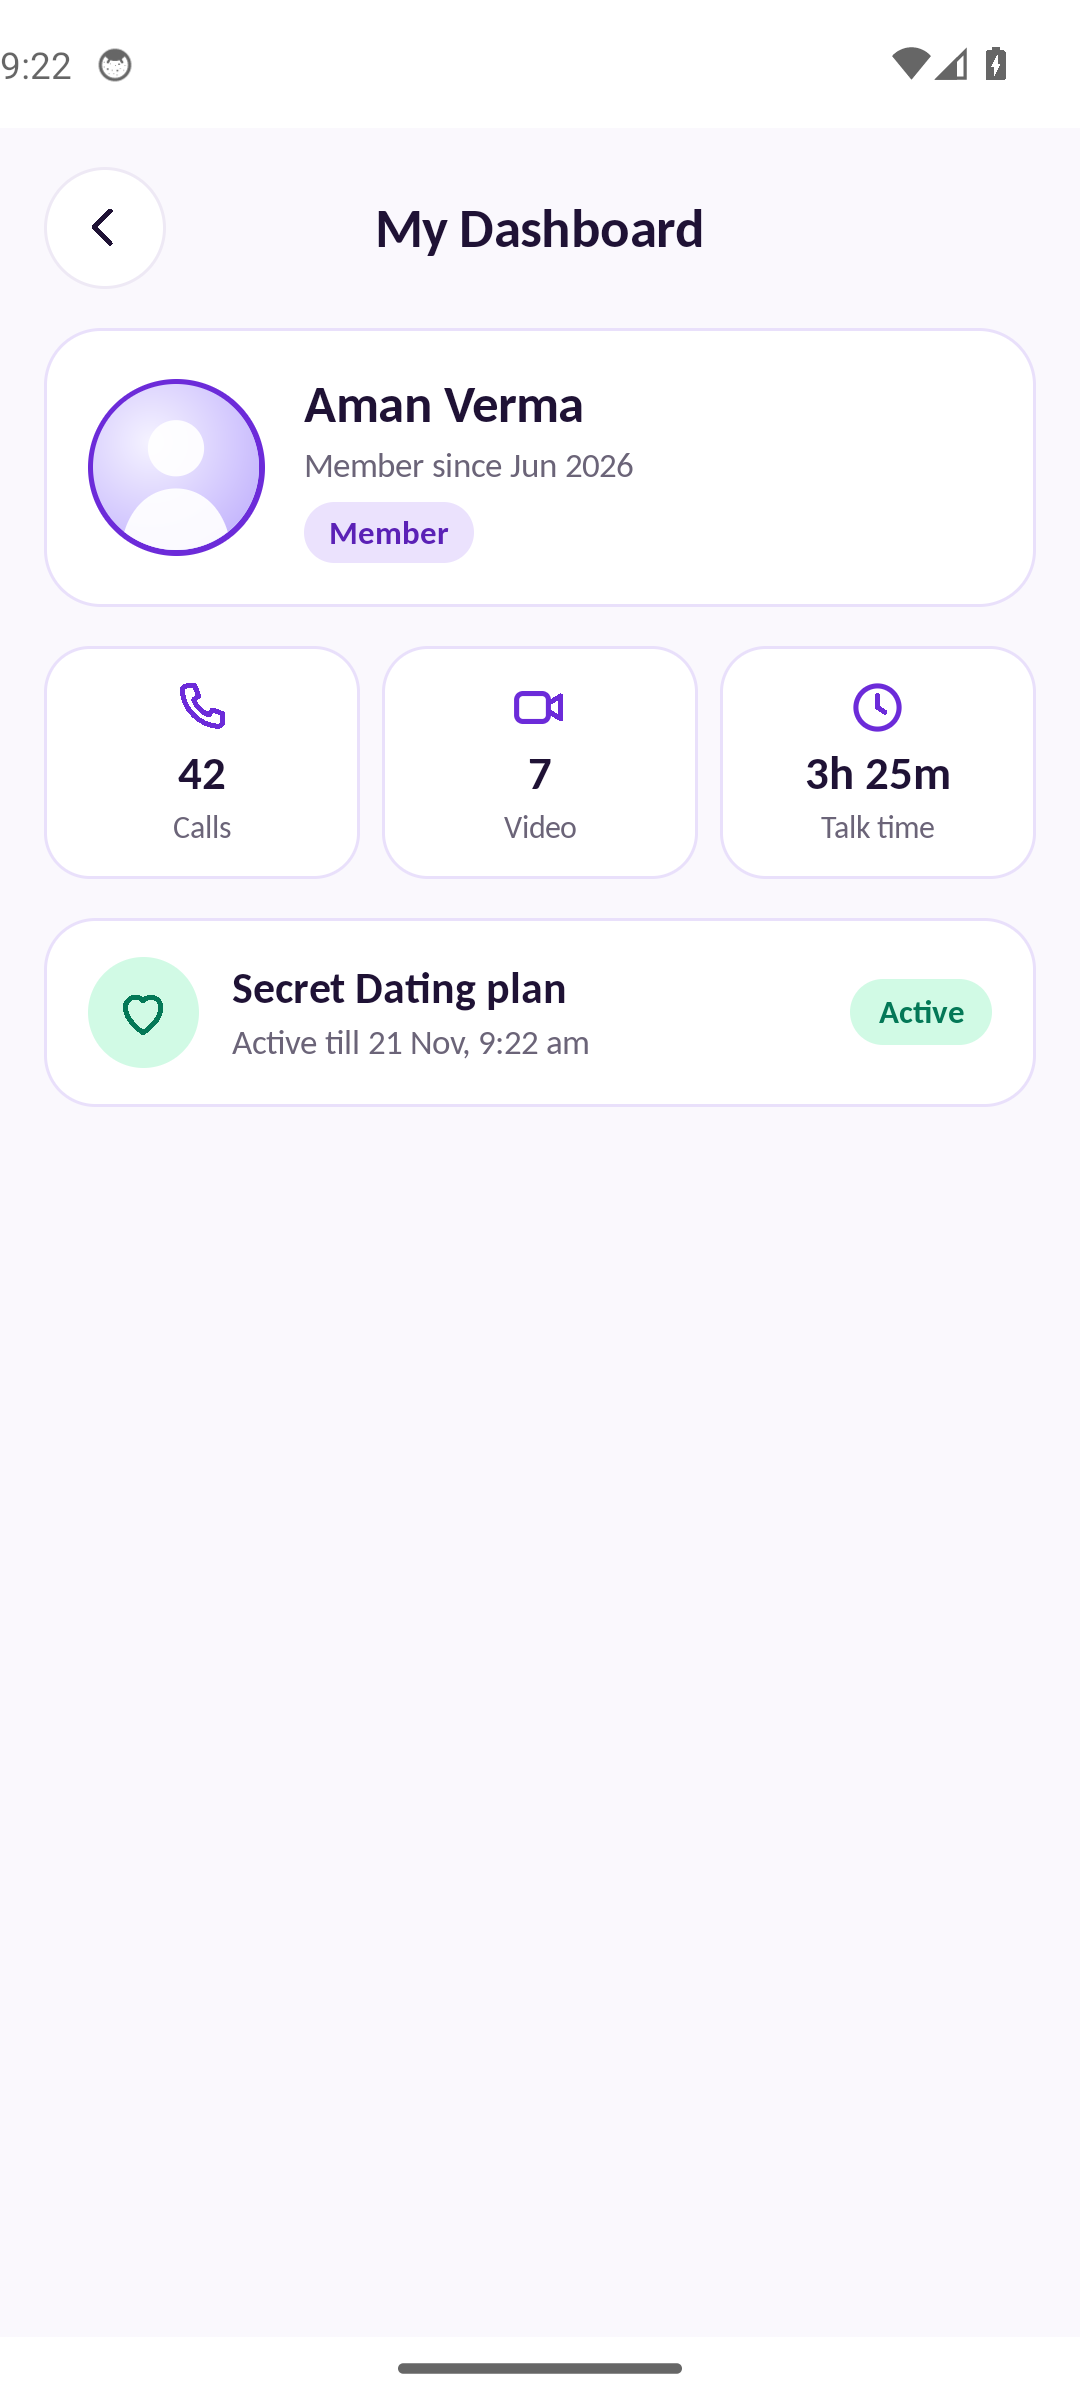 9:22
My Dashboard
Aman Verma
Member since Jun 2026
Member
42
Calls
7
Video
3h 25m
Talk time
Secret Dating plan
Active till 21 Nov, 9:22 am
Active